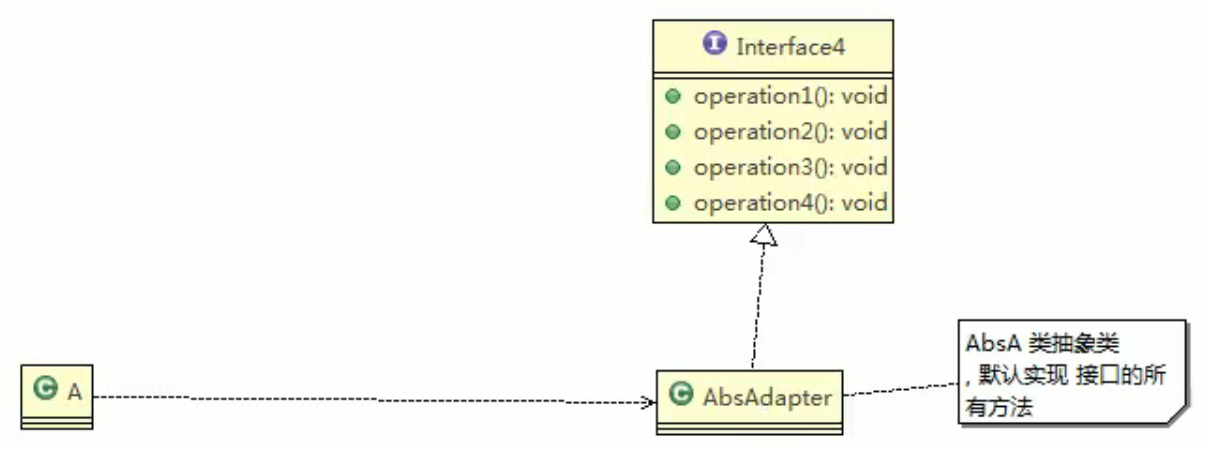 Interface4
operation1(): void
operation2(): void
operation3(): void
operation4(): void
A
AbsAdapter
AbsA 类抽象类
, 默认实现 接口的所
有方法